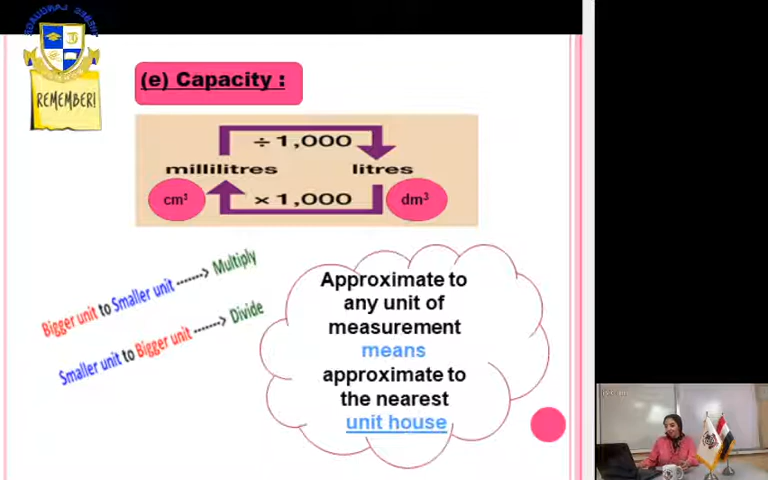 REMEMBER!
(e) Capacity :
÷ 1,000
millilitres litres
cm³ dm³
× 1,000
Bigger unit to Smaller unit -------> Multiply
Smaller unit to Bigger unit ------> Divide
Approximate to
any unit of
measurement
means
approximate to
the nearest
unit house